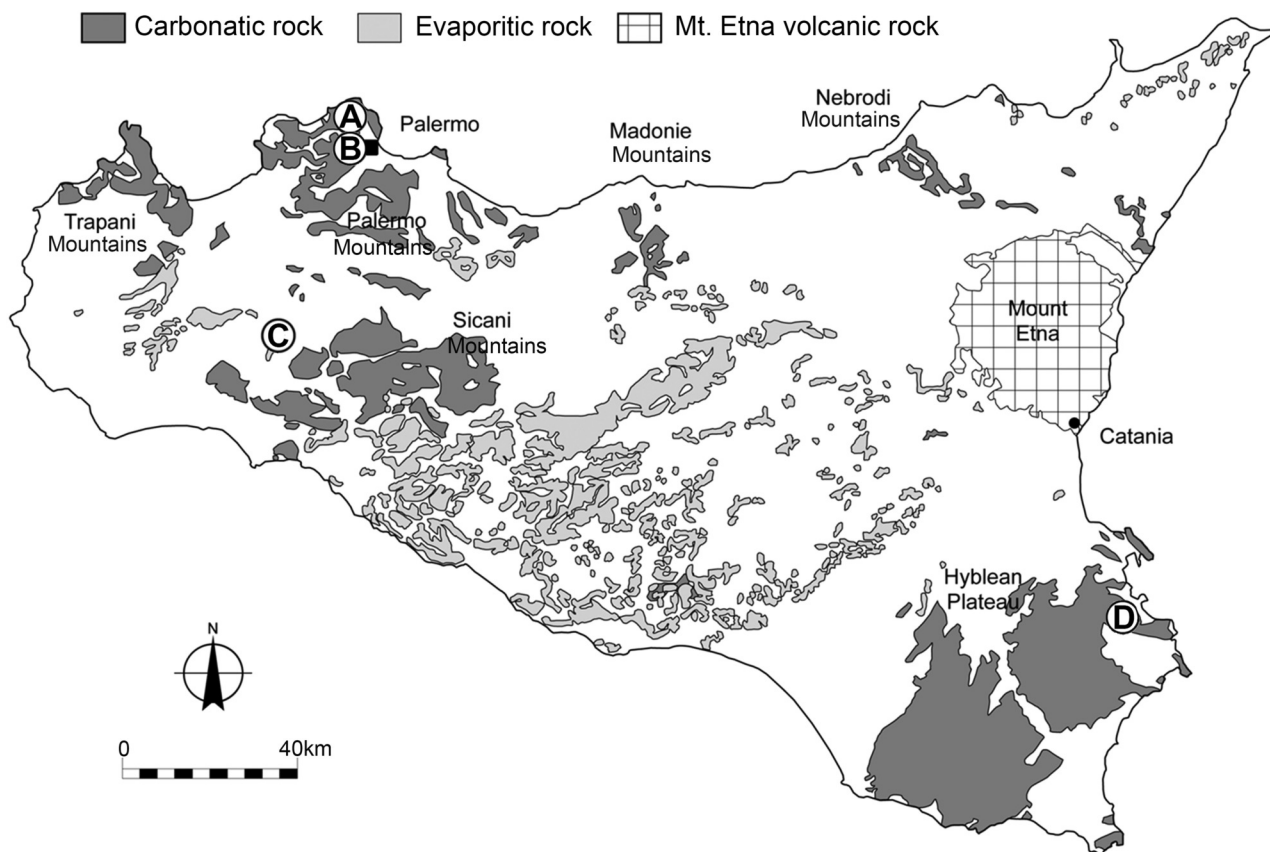 Carbonatic rock
Evaporitic rock
Mt. Etna volcanic rock
A
B
Palermo
Nebrodi
Mountains
Madonie
Mountains
Trapani
Mountains
Palermo
Mountains
C
Sicani
Mountains
Mount
Etna
Catania
Hyblean
Plateau
D
N
0
40km